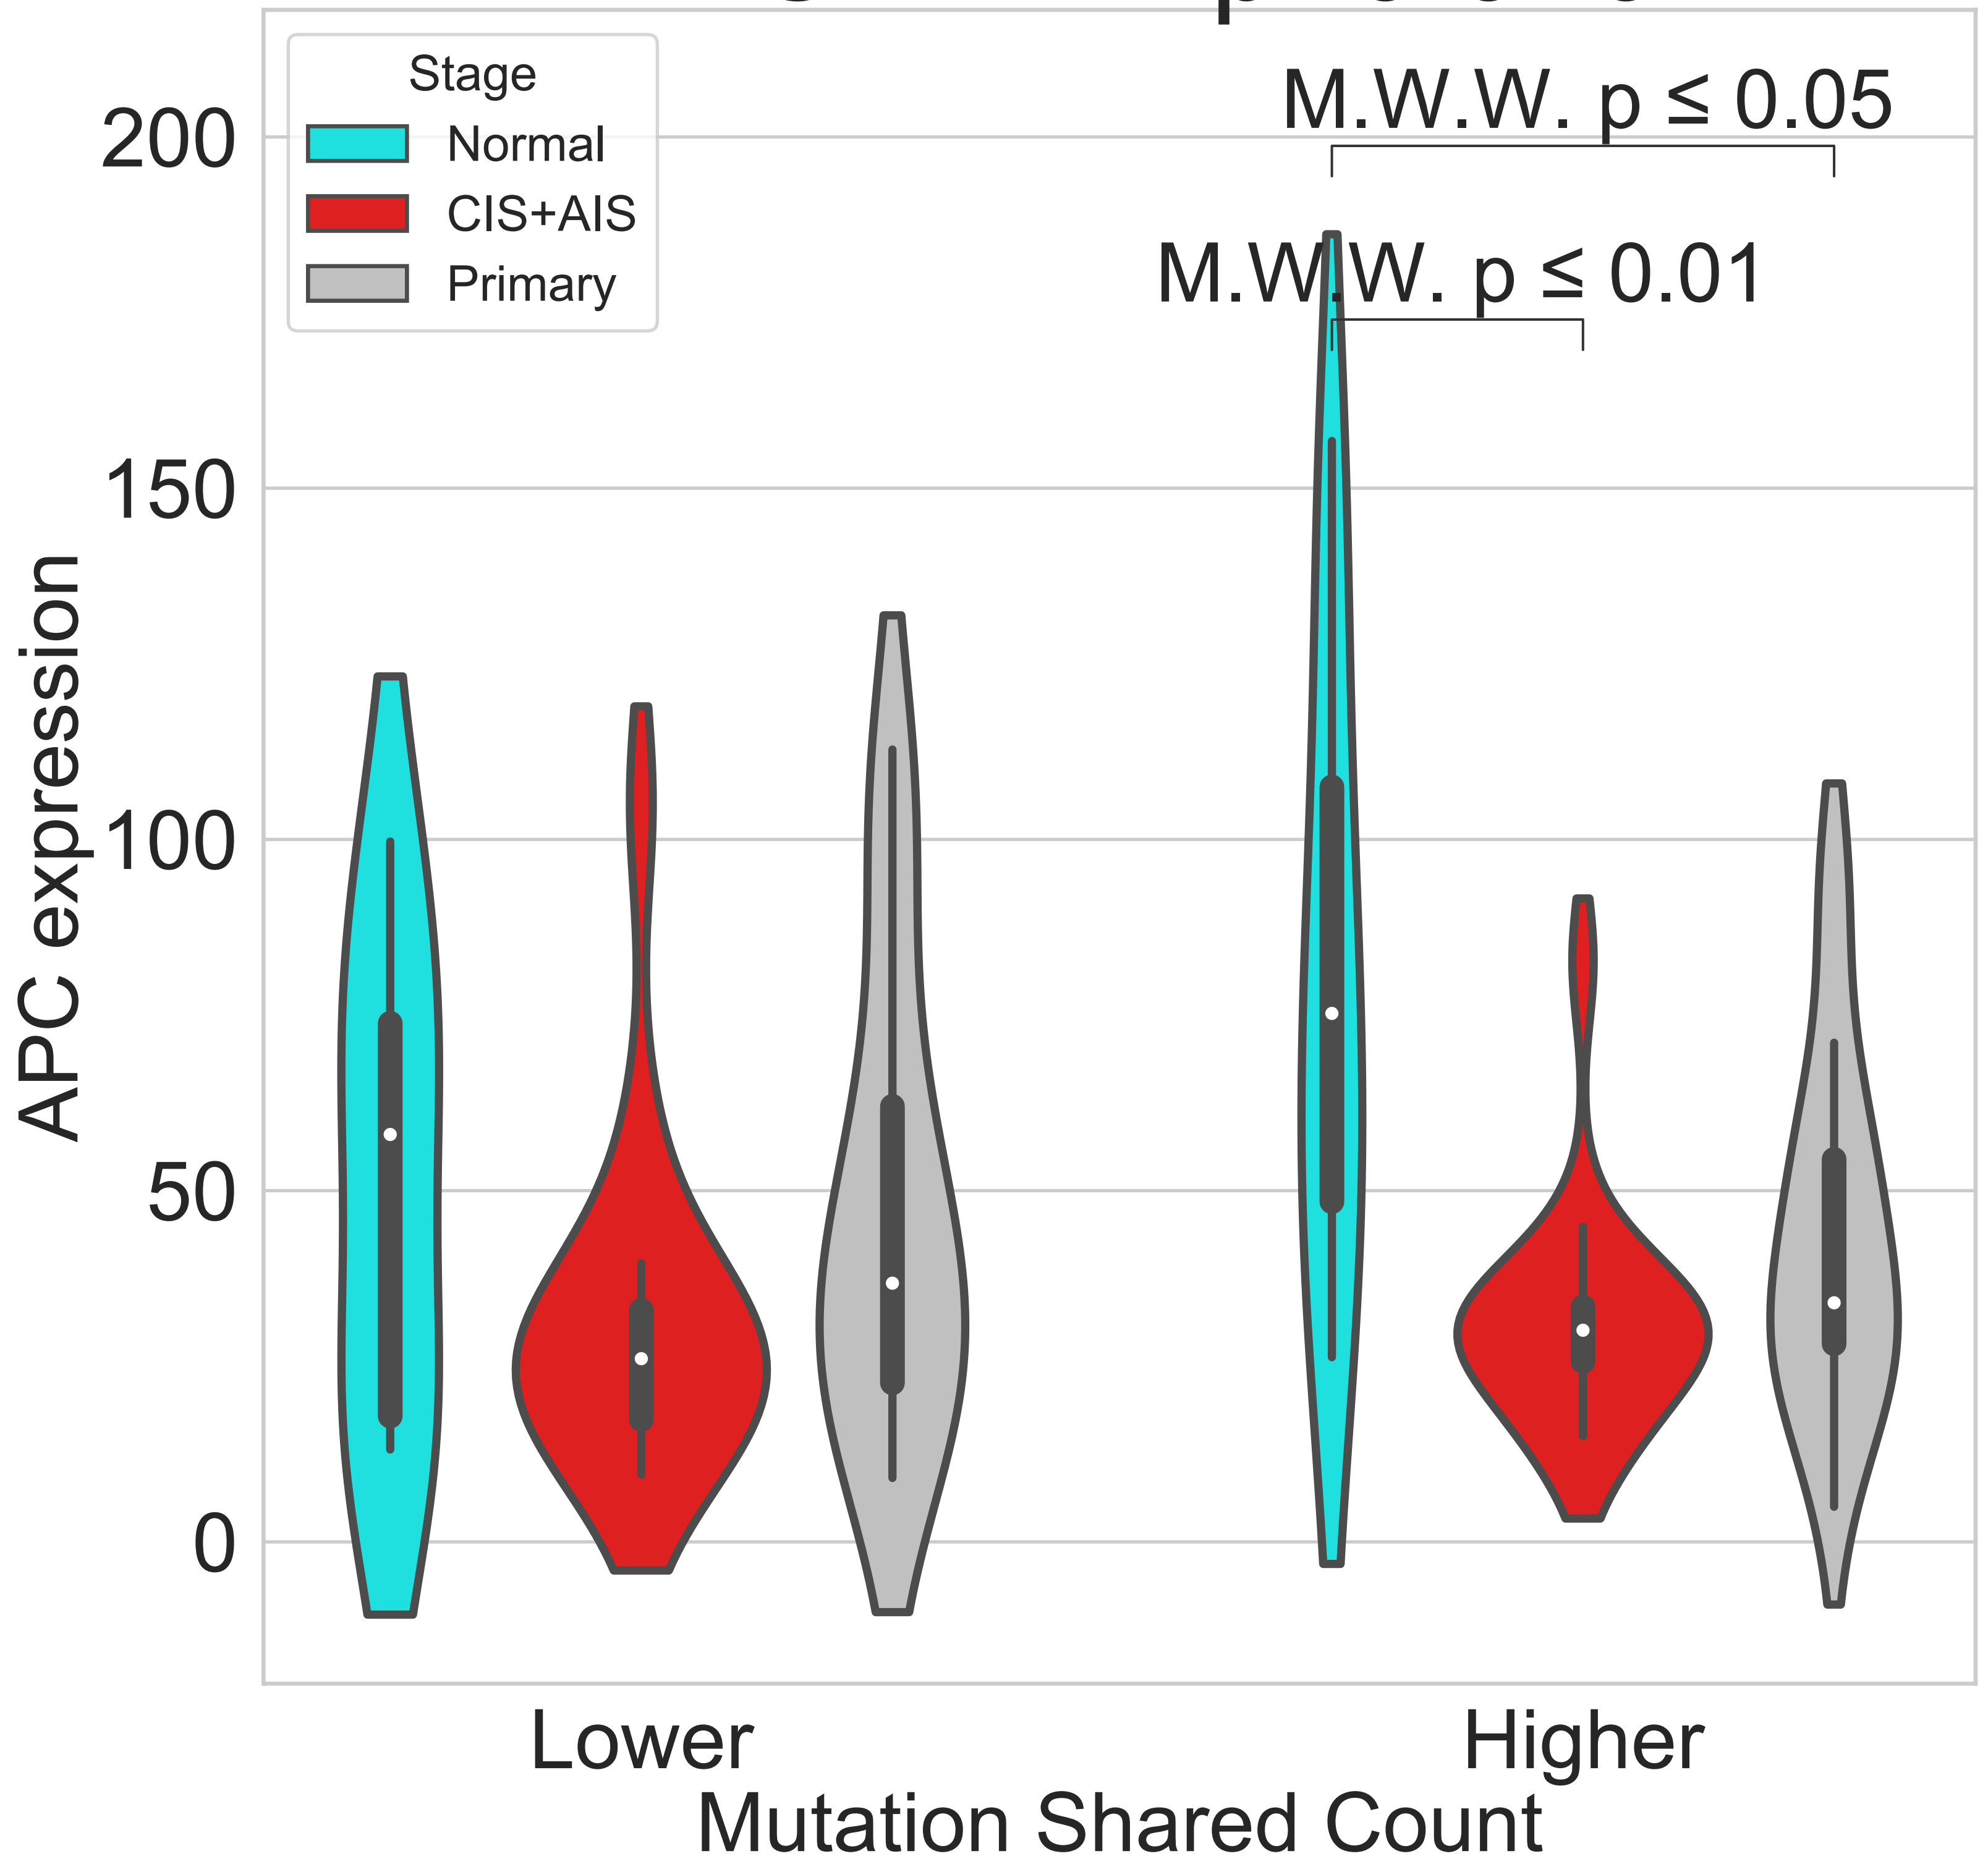 Stage
Normal
CIS+AIS
Primary
M.W.W. p ≤ 0.05
M.W.W. p ≤ 0.01
200
150
100
50
0
APC expression
Lower
Higher
Mutation Shared Count